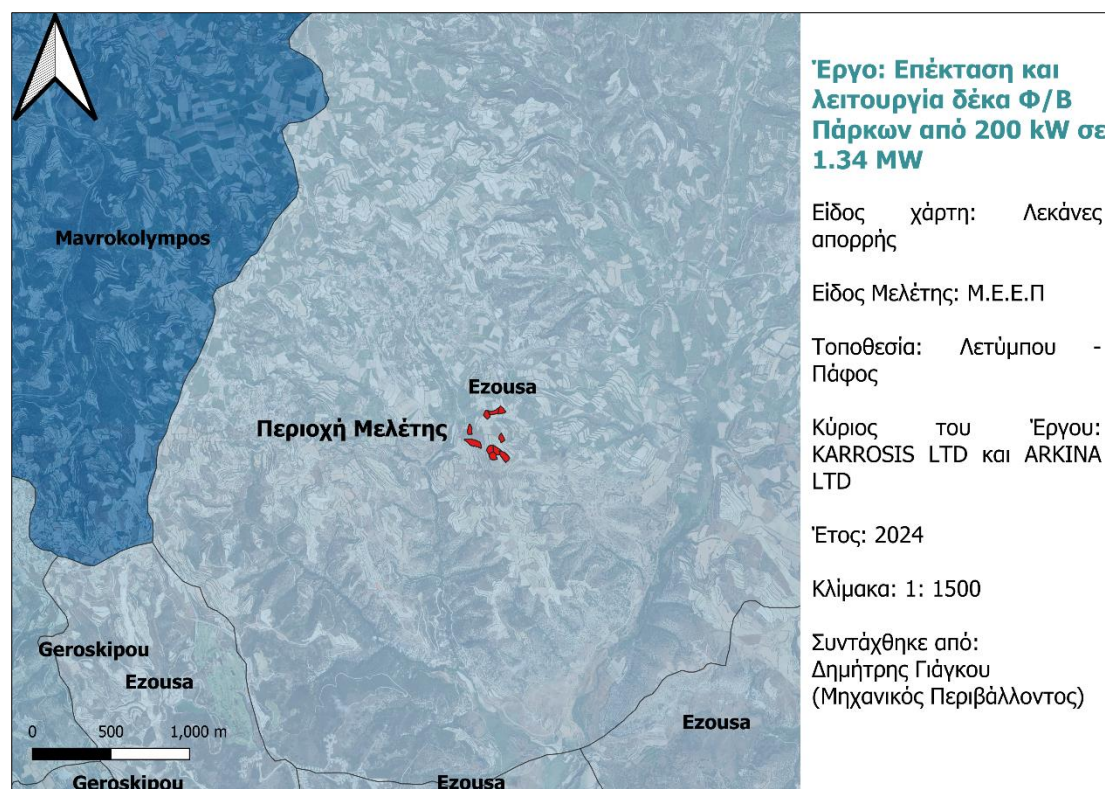 Mavrokolympos
Ezousa
Περιοχή Μελέτης
Geroskipou
Ezousa
Ezousa
0 500 1,000 m
Geroskipou
Ezousa
Έργο: Επέκταση και
λειτουργία δέκα Φ/Β
Πάρκων από 200 kW σε
1.34 MW
Είδος χάρτη: Λεκάνες
απορρής
Είδος Μελέτης: Μ.Ε.Ε.Π
Τοποθεσία: Λετύμπου -
Πάφος
Κύριος του Έργου:
KARROSIS LTD και ARKINA
LTD
Έτος: 2024
Κλίμακα: 1: 1500
Συντάχθηκε από:
Δημήτρης Γιάγκου
(Μηχανικός Περιβάλλοντος)